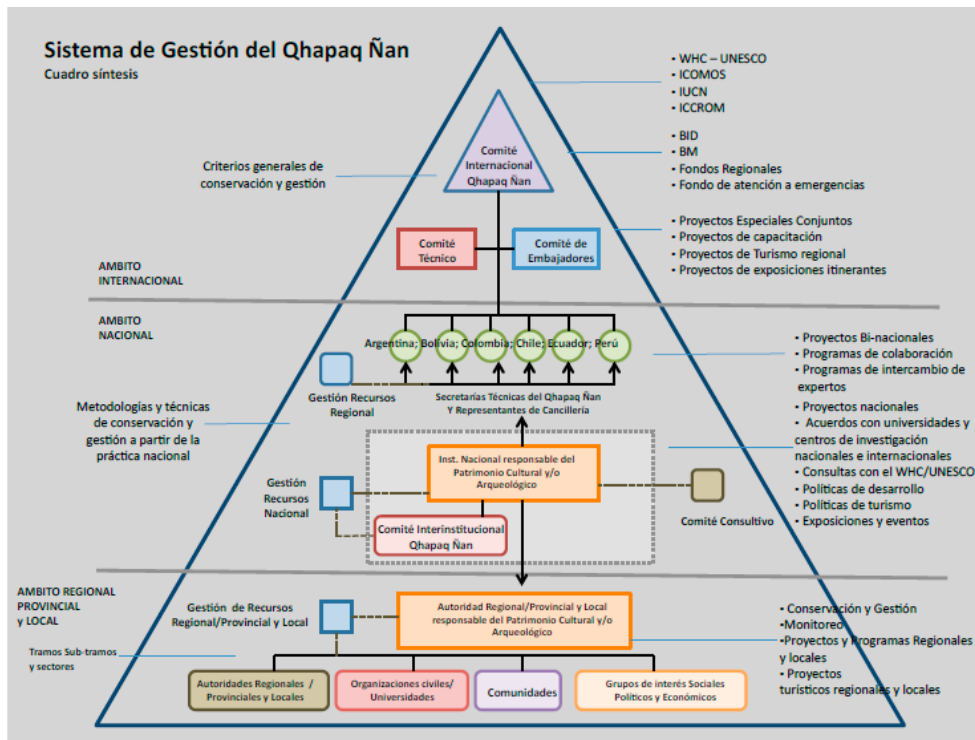 Sistema de Gestión del Qhapaq Ñan
Cuadro síntesis
• WHC – UNESCO
• ICOMOS
• IUCN
• ICCROM
Comité
Internacional
Qhapaq Ñan
Criterios generales de
conservación y gestión
• BID
• BM
• Fondos Regionales
• Fondo de atención a emergencias
Comité
Técnico
Comité de
Embajadores
• Proyectos Especiales Conjuntos
• Proyectos de capacitación
• Proyectos de Turismo regional
• Proyectos de exposiciones itinerantes
AMBITO
INTERNACIONAL
AMBITO
NACIONAL
Argentina; Bolivia; Colombia; Chile; Ecuador; Perú
Gestión Recursos
Regional
Secretarías Técnicas del Qhapaq Ñan
Y Representantes de Cancillería
• Proyectos Bi-nacionales
• Programas de colaboración
• Programas de intercambio de
expertos
• Proyectos nacionales
• Acuerdos con universidades y
centros de investigación
nacionales e internacionales
• Consultas con el WHC/UNESCO
• Políticas de desarrollo
• Políticas de turismo
• Exposiciones y eventos
Metodologías y técnicas
de conservación y
gestión a partir de la
práctica nacional
Inst. Nacional responsable del
Patrimonio Cultural y/o
Arqueológico
Gestión
Recursos
Nacional
Comité Interinstitucional
Qhapaq Ñan
Comité Consultivo
AMBITO REGIONAL
PROVINCIAL
y LOCAL
Gestión de Recursos
Regional/Provincial y Local
Autoridad Regional/Provincial y Local
responsable del Patrimonio Cultural y/o
Arqueológico
• Conservación y Gestión
•Monitoreo
•Proyectos y Programas Regionales
y locales
• Proyectos
turísticos regionales y locales
Tramos Sub-tramos
y sectores
Autoridades Regionales /
Provinciales y Locales
Organizaciones civiles/
Universidades
Comunidades
Grupos de interés Sociales
Políticos y Económicos